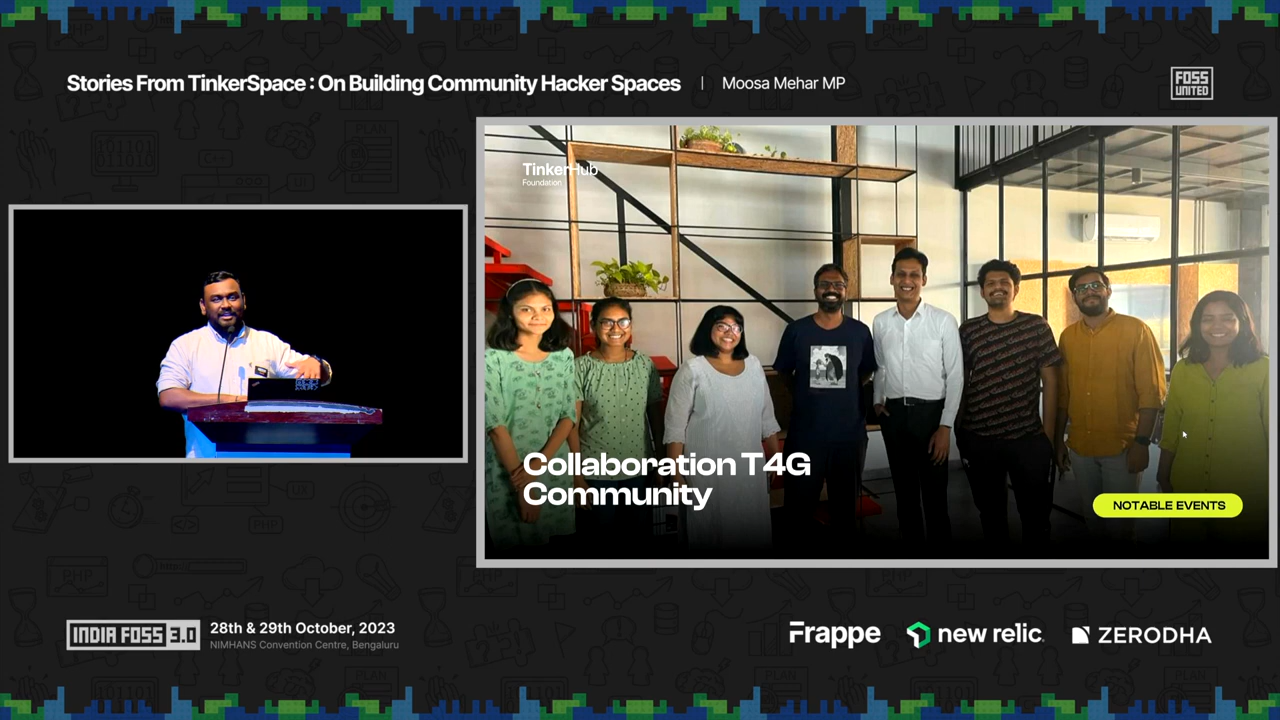 Stories From TinkerSpace : On Building Community Hacker Spaces | Moosa Mehar MP
FOSS
UNITED
TinkerHub
Foundation
Collaboration T4G
Community
NOTABLE EVENTS
INDIA FOSS 3.0
28th & 29th October, 2023
NIMHANS Convention Centre, Bengaluru
Frappe
new relic
ZERODHA